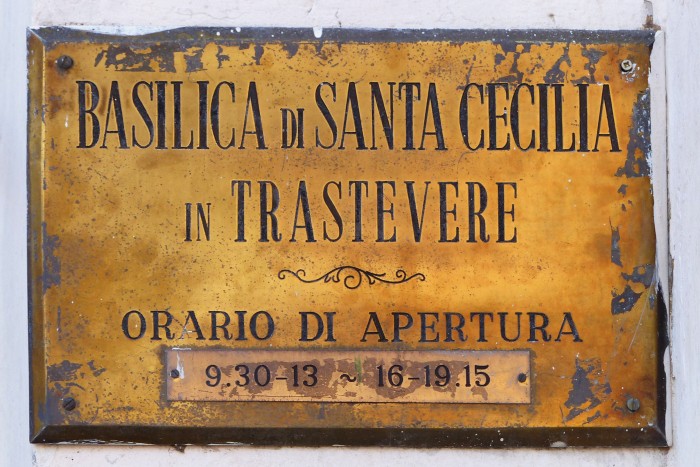 BASILICA DI SANTA CECILIA
IN TRASTEVERE
ORARIO DI APERTURA
9.30-13 ~ 16-19.15